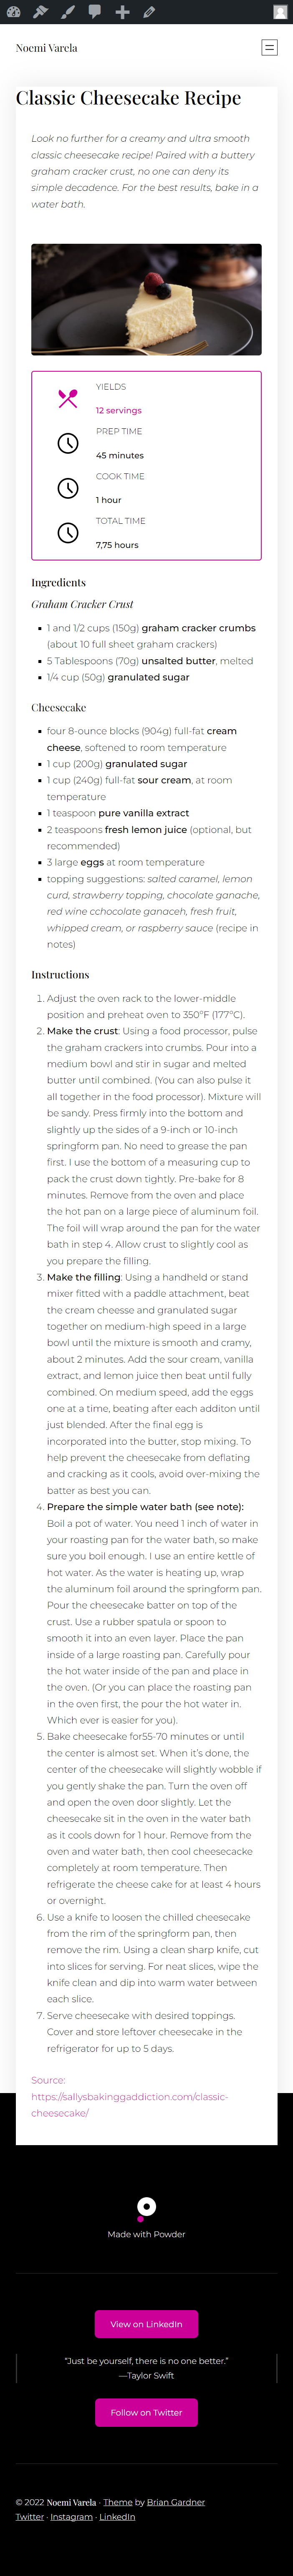 Noemi Varela
Classic Cheesecake Recipe
Look no further for a creamy and ultra smooth
classic cheesecake recipe! Paired with a buttery
graham cracker crust, no one can deny its
simple decadence. For the best results, bake in a
water bath.
YIELDS
12 servings
PREP TIME
45 minutes
COOK TIME
1 hour
TOTAL TIME
7,75 hours
Ingredients
Graham Cracker Crust
▪ 1 and 1/2 cups (150g) graham cracker crumbs
(about 10 full sheet graham crackers)
▪ 5 Tablespoons (70g) unsalted butter, melted
▪ 1/4 cup (50g) granulated sugar
Cheesecake
▪ four 8-ounce blocks (904g) full-fat cream
cheese, softened to room temperature
▪ 1 cup (200g) granulated sugar
▪ 1 cup (240g) full-fat sour cream, at room
temperature
▪ 1 teaspoon pure vanilla extract
▪ 2 teaspoons fresh lemon juice (optional, but
recommended)
▪ 3 large eggs at room temperature
▪ topping suggestions: salted caramel, lemon
curd, strawberry topping, chocolate ganache,
red wine cchocolate ganaceh, fresh fruit,
whipped cream, or raspberry sauce (recipe in
notes)
Instructions
1. Adjust the oven rack to the lower-middle
position and preheat oven to 350°F (177°C).
2. Make the crust: Using a food processor, pulse
the graham crackers into crumbs. Pour into a
medium bowl and stir in sugar and melted
butter until combined. (You can also pulse it
all together in the food processor). Mixture will
be sandy. Press firmly into the bottom and
slightly up the sides of a 9-inch or 10-inch
springform pan. No need to grease the pan
first. I use the bottom of a measuring cup to
pack the crust down tightly. Pre-bake for 8
minutes. Remove from the oven and place
the hot pan on a large piece of aluminum foil.
The foil will wrap around the pan for the water
bath in step 4. Allow crust to slightly cool as
you prepare the filling.
3. Make the filling: Using a handheld or stand
mixer fitted with a paddle attachment, beat
the cream cheesse and granulated sugar
together on medium-high speed in a large
bowl until the mixture is smooth and cramy,
about 2 minutes. Add the sour cream, vanilla
extract, and lemon juice then beat until fully
combined. On medium speed, add the eggs
one at a time, beating after each additon until
just blended. After the final egg is
incorporated into the butter, stop mixing. To
help prevent the cheesecake from deflating
and cracking as it cools, avoid over-mixing the
batter as best you can.
4. Prepare the simple water bath (see note):
Boil a pot of water. You need 1 inch of water in
your roasting pan for the water bath, so make
sure you boil enough. I use an entire kettle of
hot water. As the water is heating up, wrap
the aluminum foil around the springform pan.
Pour the cheesecake batter on top of the
crust. Use a rubber spatula or spoon to
smooth it into an even layer. Place the pan
inside of a large roasting pan. Carefully pour
the hot water inside of the pan and place in
the oven. (Or you can place the roasting pan
in the oven first, the pour the hot water in.
Which ever is easier for you).
5. Bake cheesecake for55-70 minutes or until
the center is almost set. When it's done, the
center of the cheesecake will slightly wobble if
you gently shake the pan. Turn the oven off
and open the oven door slightly. Let the
cheesecake sit in the oven in the water bath
as it cools down for 1 hour. Remove from the
oven and water bath, then cool cheesecacke
completely at room temperature. Then
refrigerate the cheese cake for at least 4 hours
or overnight.
6. Use a knife to loosen the chilled cheesecake
from the rim of the springform pan, then
remove the rim. Using a clean sharp knife, cut
into slices for serving. For neat slices, wipe the
knife clean and dip into warm water between
each slice.
7. Serve cheesecake with desired toppings.
Cover and store leftover cheesecake in the
refrigerator for up to 5 days.
Source:
https://sallysbakinggaddiction.com/classic-
cheesecake/
Made with Powder
View on LinkedIn
“Just be yourself, there is no one better.”
—Taylor Swift
Follow on Twitter
© 2022 Noemi Varela · Theme by Brian Gardner
Twitter · Instagram · LinkedIn